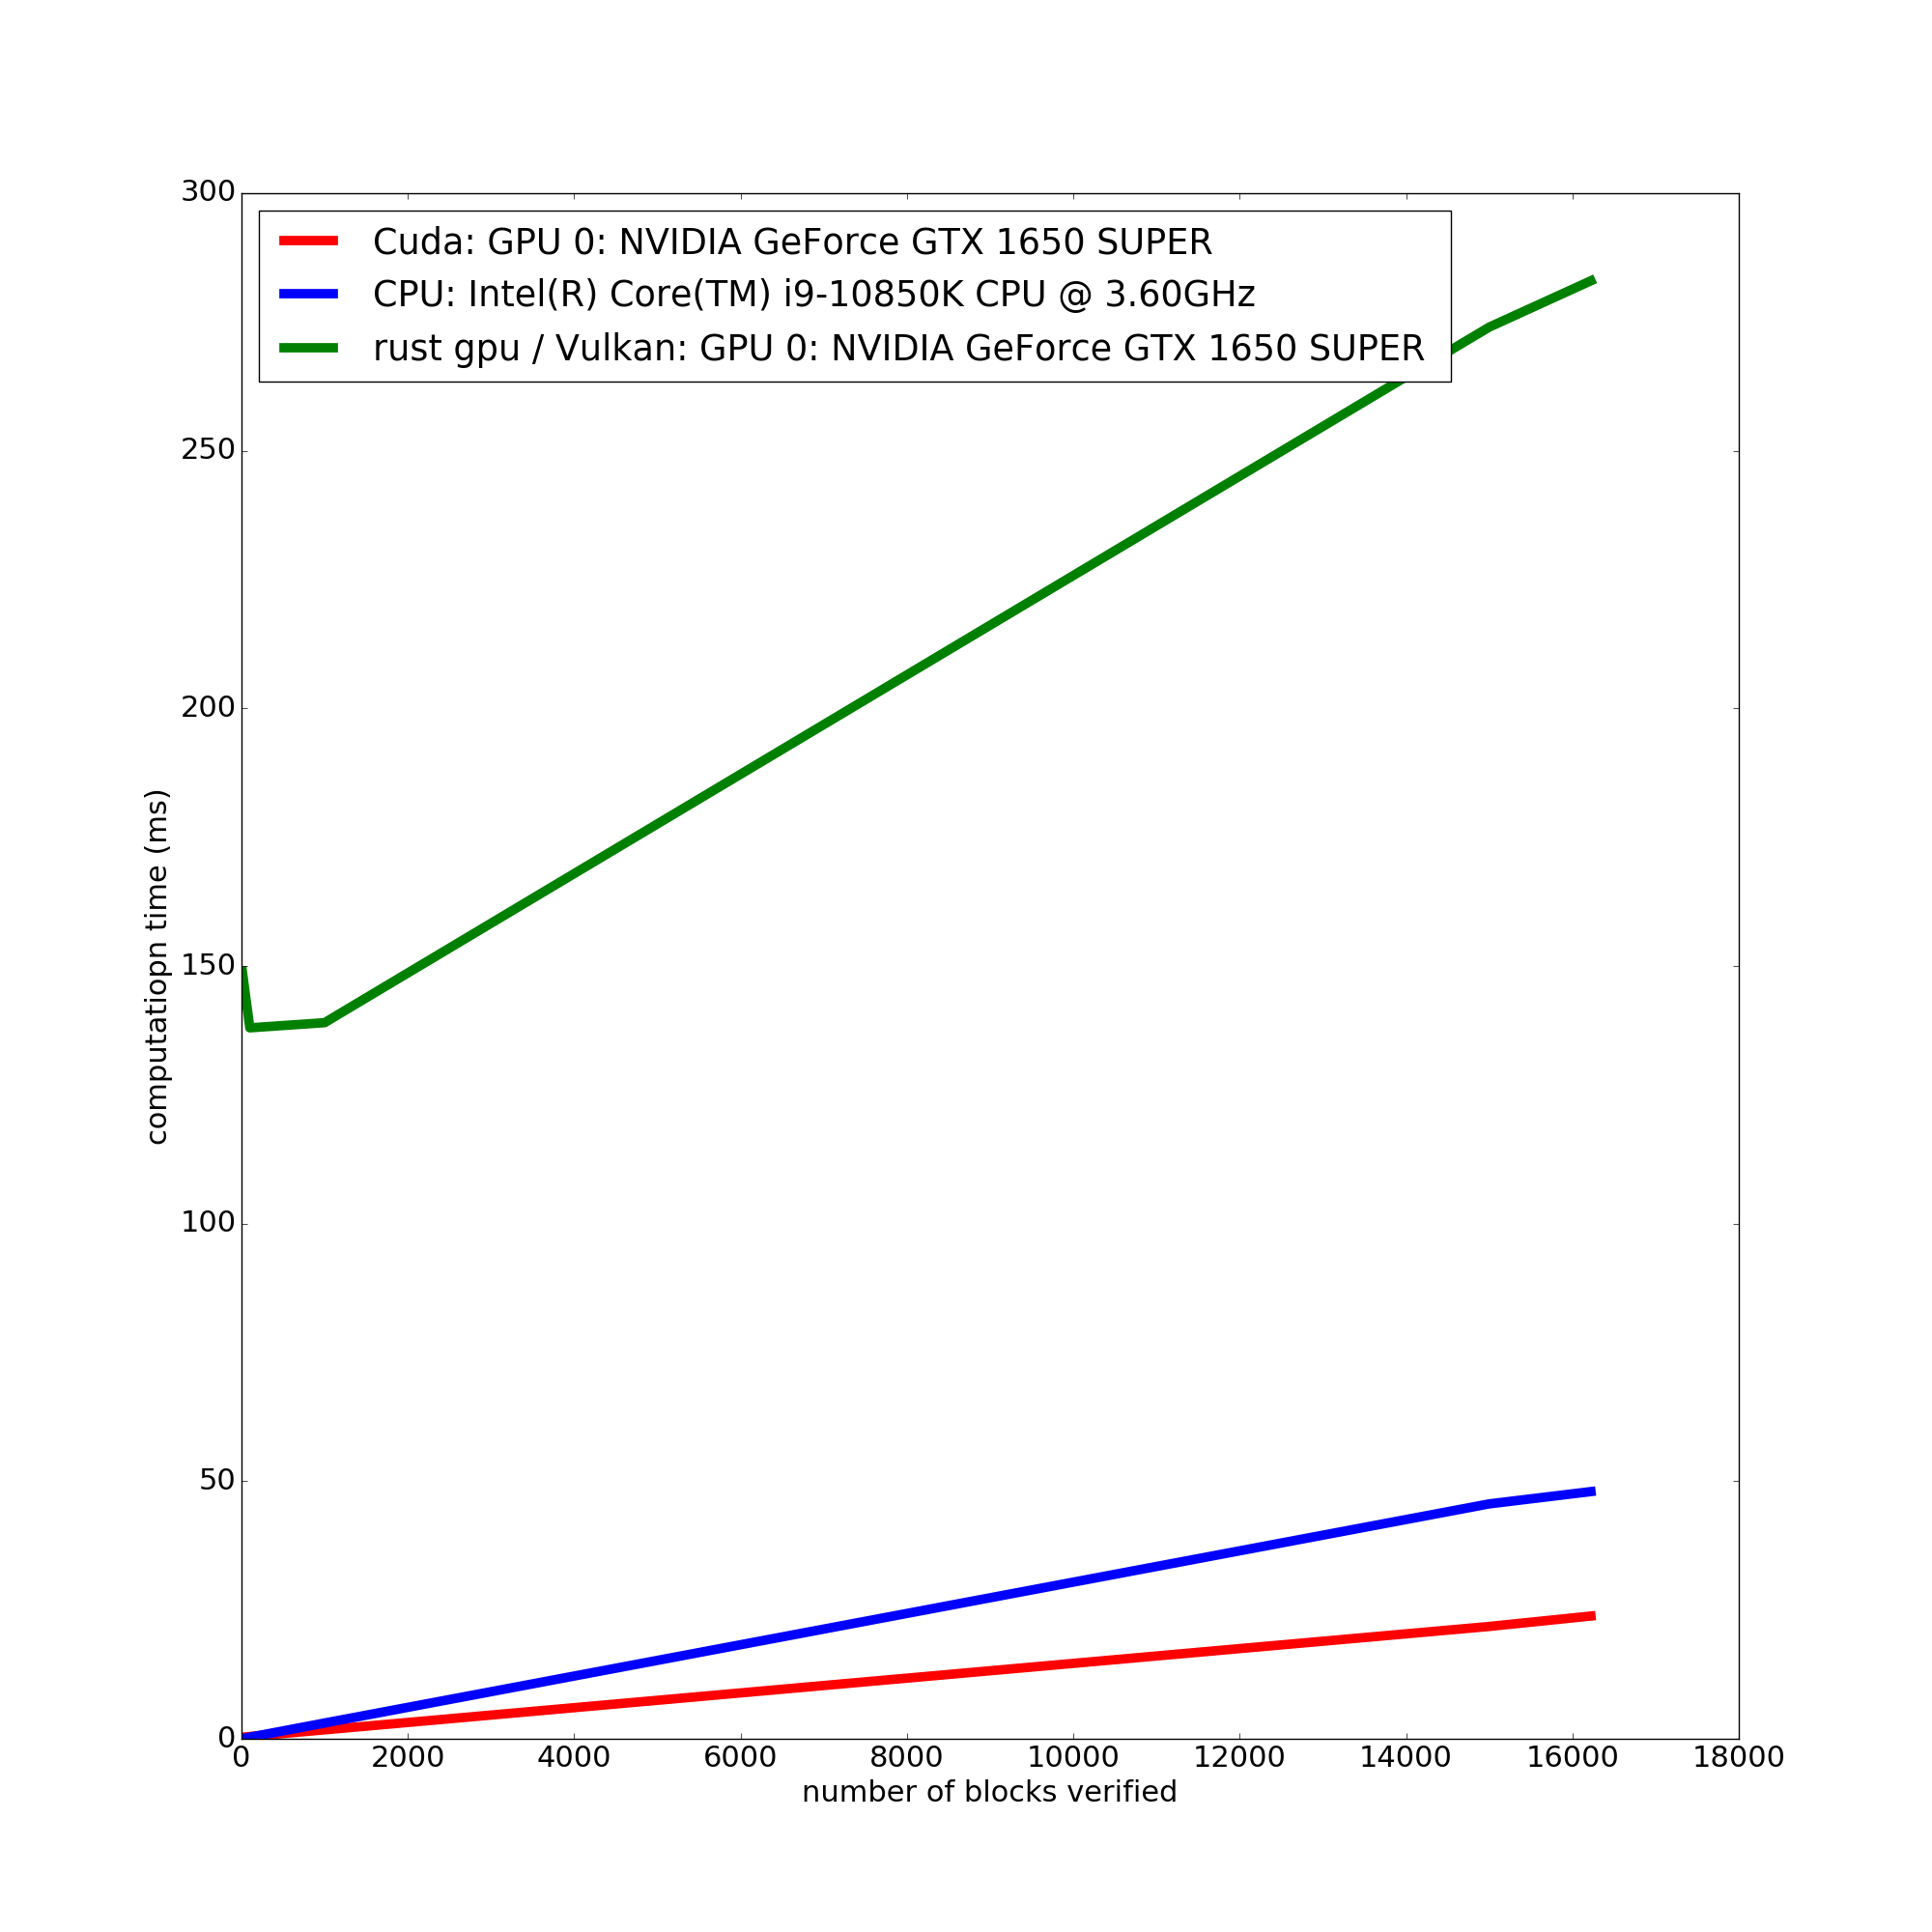 300
Cuda: GPU 0: NVIDIA GeForce GTX 1650 SUPER
CPU: Intel(R) Core(TM) i9-10850K CPU @ 3.60GHz
rust gpu / Vulkan: GPU 0: NVIDIA GeForce GTX 1650 SUPER
250
200
150
100
50
0
computatiopn time (ms)
0 2000 4000 6000 8000 10000 12000 14000 16000 18000
number of blocks verified